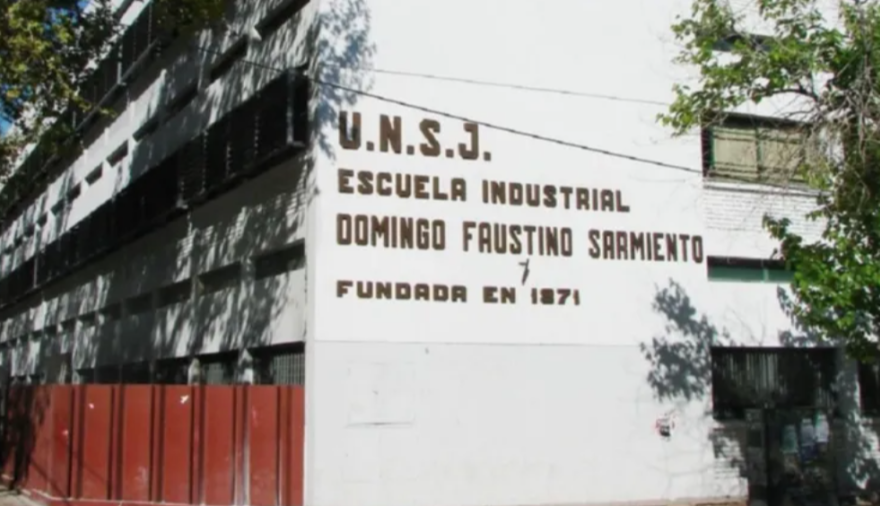 U.N.S.J.
ESCUELA INDUSTRIAL
DOMINGO FAUSTINO SARMIENTO
FUNDADA EN 1871